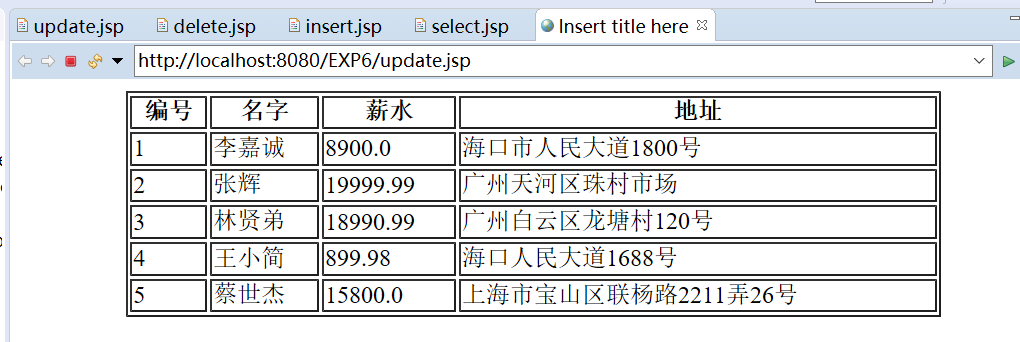 update.jsp delete.jsp insert.jsp select.jsp Insert title here
http://localhost:8080/EXP6/update.jsp
编号 名字 薪水 地址
1 李嘉诚 8900.0 海口市人民大道1800号
2 张辉 19999.99 广州天河区珠村市场
3 林贤弟 18990.99 广州白云区龙塘村120号
4 王小简 899.98 海口人民大道1688号
5 蔡世杰 15800.0 上海市宝山区联杨路2211弄26号